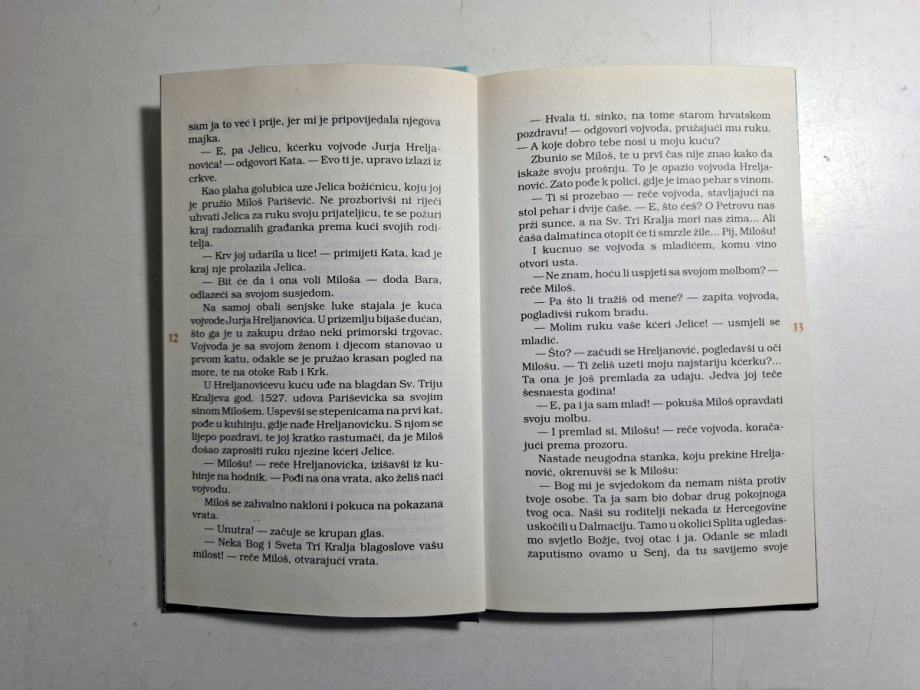 sam ja to već i prije, jer mi je pripovijedala njegova
majka.
— E, pa Jelicu, kćerku vojvode Jurja Hrelja-
novića! — odgovori Kata. — Evo ti je, upravo izlazi iz
crkve.
Kao plaha golubica uze Jelica božićnicu, koju joj
je pružio Miloš Parišević. Ne prozborivši ni riječi
uhvati Jelica za ruku svoju prijateljicu, te se požuri
kraj radoznalih građanka prema kući svojih rodi-
telja.
— Krv joj udarila u lice! — primijeti Kata, kad je
kraj nje prolazila Jelica.
— Bit će da i ona voli Miloša — doda Bara,
odlazeći sa svojom susjedom.
Na samoj obali senjske luke stajala je kuća
vojvode Jurja Hreljanovića. U prizemlju bijaše dućan,
što ga je u zakupu držao neki primorski trgovac.
Vojvoda je sa svojom ženom i djecom stanovao u
prvom katu, odakle se je pružao krasan pogled na
more, te na otoke Rab i Krk.
U Hreljanovićevu kuću uđe na blagdan Sv. Triju
Kraljeva god. 1527. udova Pariševićka sa svojim
sinom Milošem. Uspevši se stepenicama na prvi kat,
pođe u kuhinju, gdje nađe Hreljanovićku. S njom se
lijepo pozdravi, te joj kratko rastumači, da je Miloš
došao zaprositi ruku njezine kćeri Jelice.
— Milošu! — reče Hreljanovićka, izišavši iz ku-
hinje na hodnik. — Pođi na ona vrata, ako želiš naći
vojvodu.
Miloš se zahvalno nakloni i pokuca na pokazana
vrata.
— Unutra! — začuje se krupan glas.
— Neka Bog i Sveta Tri Kralja blagoslove vašu
milost! — reče Miloš, otvarajući vrata.
12
— Hvala ti, sinko, na tome starom hrvatskom
pozdravu! — odgovori vojvoda, pružajući mu ruku.
— A koje dobro tebe nosi u moju kuću?
Zbunio se Miloš, te u prvi čas nije znao kako da
iskaže svoju prošnju. To je opazio vojvoda Hrelja-
nović. Zato pođe k polici, gdje je imao pehar s vinom.
— Ti si prozebao — reče vojvoda, stavljajući na
stol pehar i dvije čaše. — E, što ćeš? O Petrovu nas
prži sunce, a na Sv. Tri Kralja mori nas zima... Ali
čaša dalmatinca otopit će ti smrzle žile... Pij, Milošu!
I kucnuo se vojvoda s mladićem, komu vino
otvori usta.
— Ne znam, hoću li uspjeti sa svojom molbom? —
reče Miloš.
— Pa što li tražiš od mene? — zapita vojvoda,
pogladivši rukom bradu.
— Molim ruku vaše kćeri Jelice! — usmjeli se
mladić.
— Što? — začudi se Hreljanović, pogledavši u oči
Milošu. — Ti želiš uzeti moju najstariju kćerku?...
Ta ona je još premlada za udaju. Jedva joj teče
šesnaesta godina!
— E, pa i ja sam mlad! — pokuša Miloš opravdati
svoju molbu.
— I premlad si, Milošu! — reče vojvoda, korača-
jući prema prozoru.
Nastade neugodna stanka, koju prekine Hrelja-
nović, okrenuvši se k Milošu:
— Bog mi je svjedokom da nemam ništa protiv
tvoje osobe. Ta ja sam bio dobar drug pokojnoga
tvog oca. Naši su roditelji nekada iz Hercegovine
uskočili u Dalmaciju. Tamo u okolici Splita ugledas-
mo svjetlo Božje, tvoj otac i ja. Odanle se mladi
zaputismo ovamo u Senj, da tu savijemo svoje
13